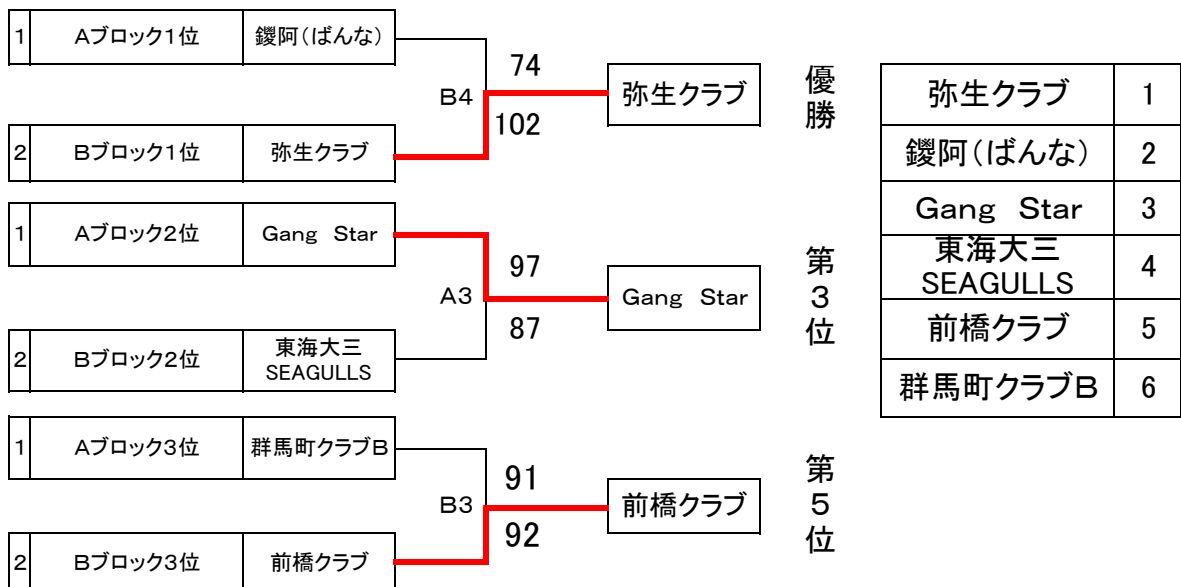 1 Aブロック1位 鑁阿(ばんな)
74
B4
弥生クラブ
優勝
102
2 Bブロック1位 弥生クラブ
1 Aブロック2位 Gang Star
97
A3
Gang Star
第3位
87
2 Bブロック2位 東海大三
SEAGULLS
1 Aブロック3位 群馬町クラブB
91
B3
前橋クラブ
第5位
92
2 Bブロック3位 前橋クラブ
弥生クラブ 1
鑁阿(ばんな) 2
Gang Star 3
東海大三
SEAGULLS 4
前橋クラブ 5
群馬町クラブB 6